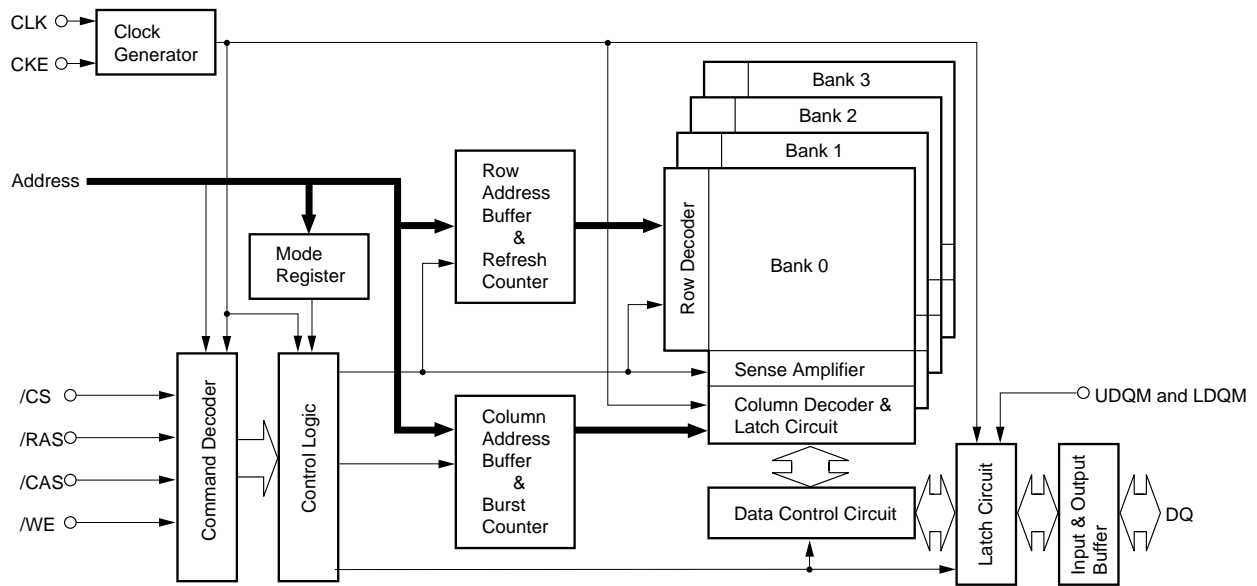 CLK
CKE
Clock
Generator
Bank 3
Bank 2
Bank 1
Address
Row
Address
Buffer
&
Refresh
Counter
Row Decoder
Bank 0
Mode
Register
Sense Amplifier
Column Decoder &
Latch Circuit
/CS
/RAS
/CAS
/WE
Command Decoder
Control Logic
Column
Address
Buffer
&
Burst
Counter
UDQM and LDQM
Data Control Circuit
Latch Circuit
Input & Output
Buffer
DQ